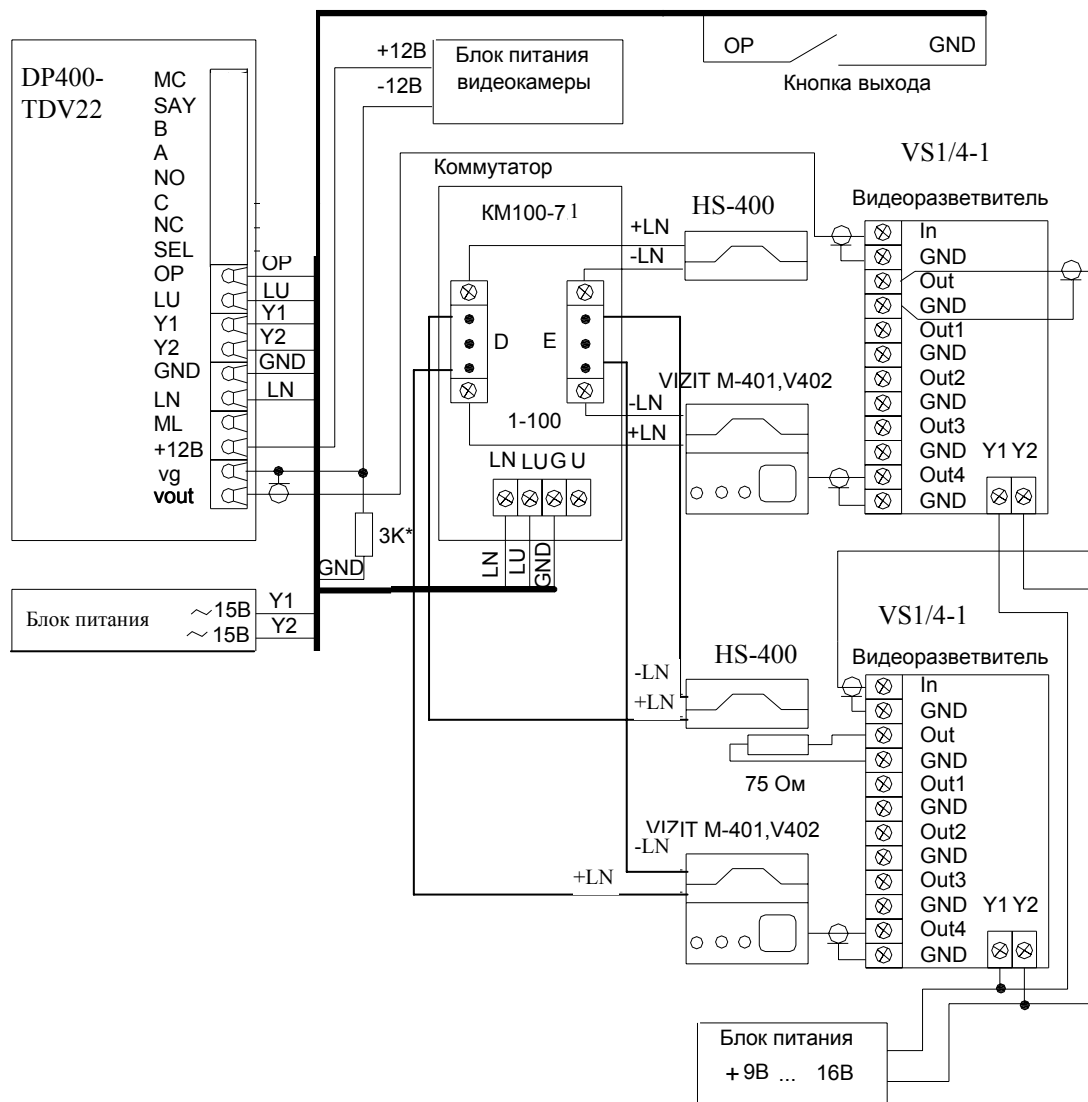 DP400-
TDV22
MC
SAY
B
A
NO
C
NC
SEL
OP
LU
Y1
Y2
GND
LN
ML
+12В
vg
vout
OP
LU
Y1
Y2
GND
LN
+12В
-12В
Блок питания
видеокамеры
OP
GND
Кнопка выхода
Коммутатор
КМ100-7.1
D
E
1-100
LN
LU
G
U
LN
LU
GND
3K*
GND
Блок питания
~15В
~15В
Y1
Y2
HS-400
+LN
-LN
VIZIT M-401,V402
-LN
+LN
VS1/4-1
Видеоразветвитель
In
GND
Out
GND
Out1
GND
Out2
GND
Out3
GND
Out4
GND
Y1 Y2
HS-400
-LN
+LN
75 Ом
VIZIT M-401,V402
-LN
+LN
VS1/4-1
Видеоразветвитель
In
GND
Out
GND
Out1
GND
Out2
GND
Out3
GND
Out4
GND
Y1 Y2
Блок питания
+ 9В ... 16В